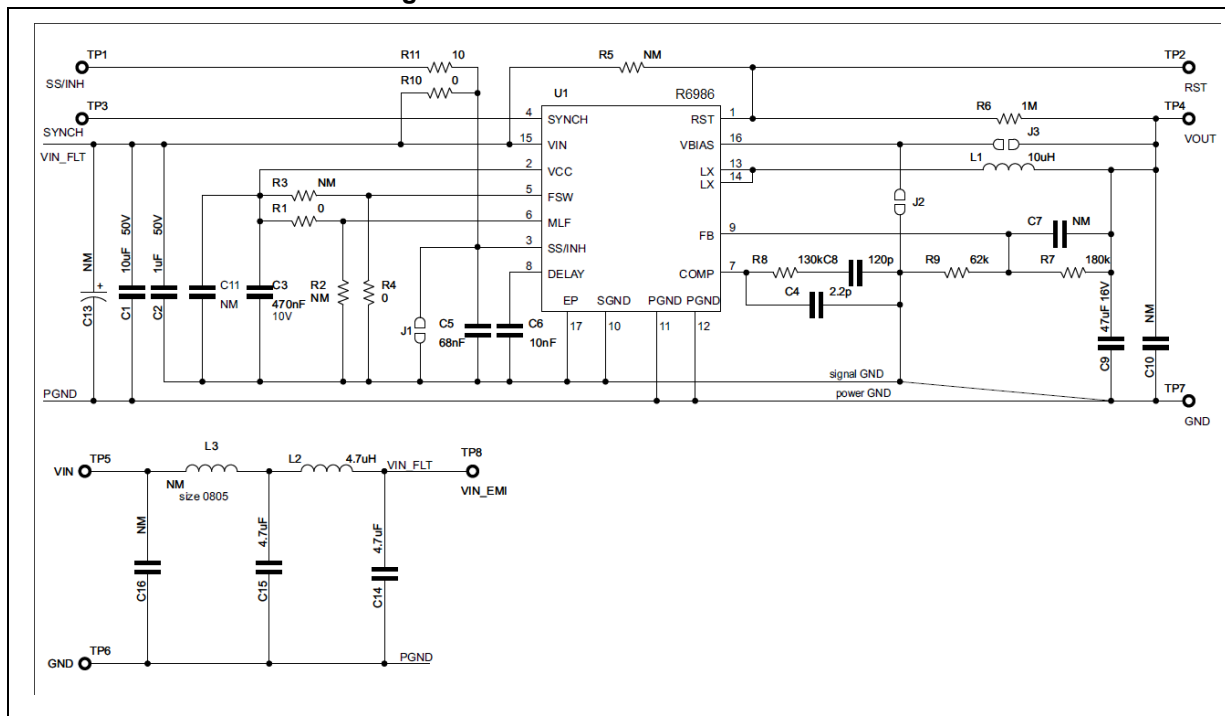 TP1
R11 10
R5 NM
TP2
SS/INH
R10 0
RST
TP3
U1 R6986
R6 1M
TP4
SYNCH
4 SYNCH RST 1
VOUT
VIN_FLT
15 VIN VBIAS 16
J3
2 VCC LX 13
L1 10uH
LX 14
R3 NM
5 FSW
R1 0
6 MLF
J2
FB 9
C7 NM
3 SS/INH
8 DELAY COMP 7
R8 130k C8 120p
R9 62k
R7 180k
C4 2.2p
EP SGND PGND PGND
17 10 11 12
NM
C13
10uF 50V
C1
1uF 50V
C2
C11
NM
C3
470nF
10V
R2
NM
R4
0
J1
C5
68nF
C6
10nF
47uF 16V
C9
NM
C10
signal GND
PGND
power GND
TP7
GND
L3
VIN TP5
L2 4.7uH
VIN_FLT
TP8
NM
size 0805
VIN_EMI
NM
C16
4.7uF
C15
4.7uF
C14
GND TP6
PGND